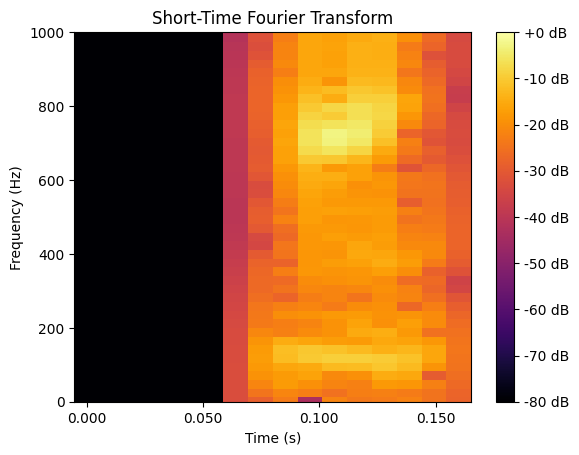 Short-Time Fourier Transform
1000
800
600
400
200
0
Frequency (Hz)
0.000
0.050
0.100
0.150
Time (s)
+0 dB
-10 dB
-20 dB
-30 dB
-40 dB
-50 dB
-60 dB
-70 dB
-80 dB